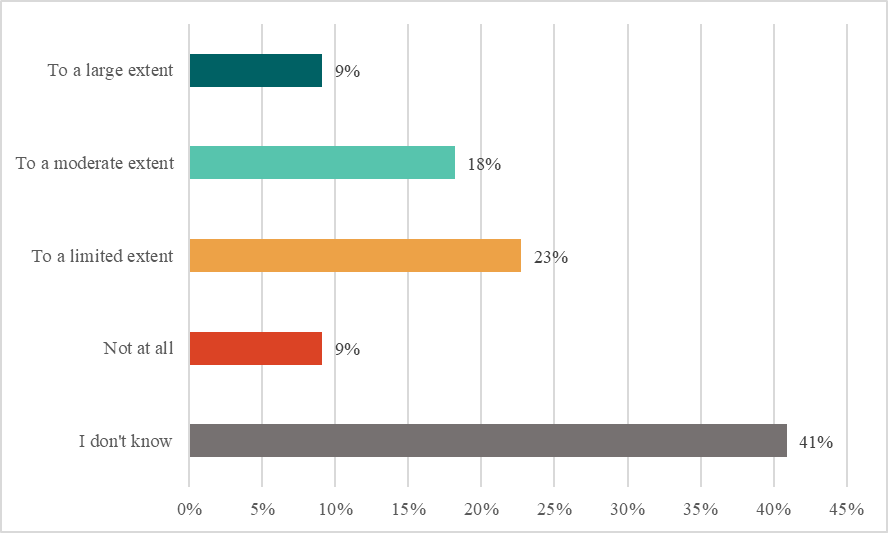 To a large extent 9%
To a moderate extent 18%
To a limited extent 23%
Not at all 9%
I don't know 41%
0% 5% 10% 15% 20% 25% 30% 35% 40% 45%